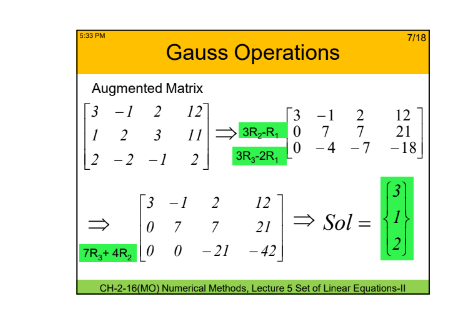 5:33 PM 7/18
Gauss Operations
Augmented Matrix
[3 −1 2 12] [3 −1 2 12]
[1 2 3 11] ⇒ 3R₂-R₁ [0 7 7 21]
[2 −2 −1 2] 3R₃-2R₁ [0 −4 −7 −18]
[3 −1 2 12] {3}
⇒ [0 7 7 21] ⇒ Sol = {1}
7R₃+ 4R₂ [0 0 −21 −42] {2}
CH-2-16(MO) Numerical Methods, Lecture 5 Set of Linear Equations-II